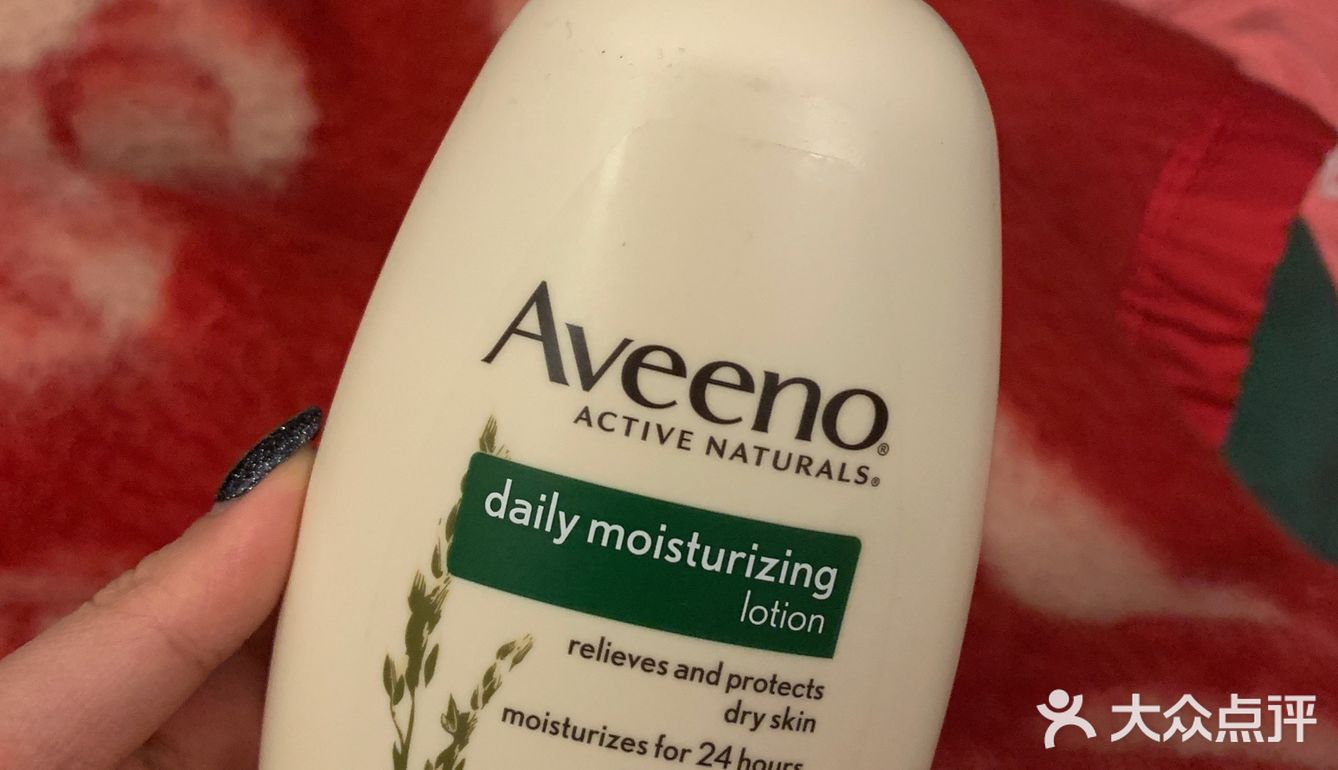 Aveeno®
ACTIVE NATURALS®
daily moisturizing
lotion
relieves and protects
dry skin
moisturizes for 24 hours
大众点评